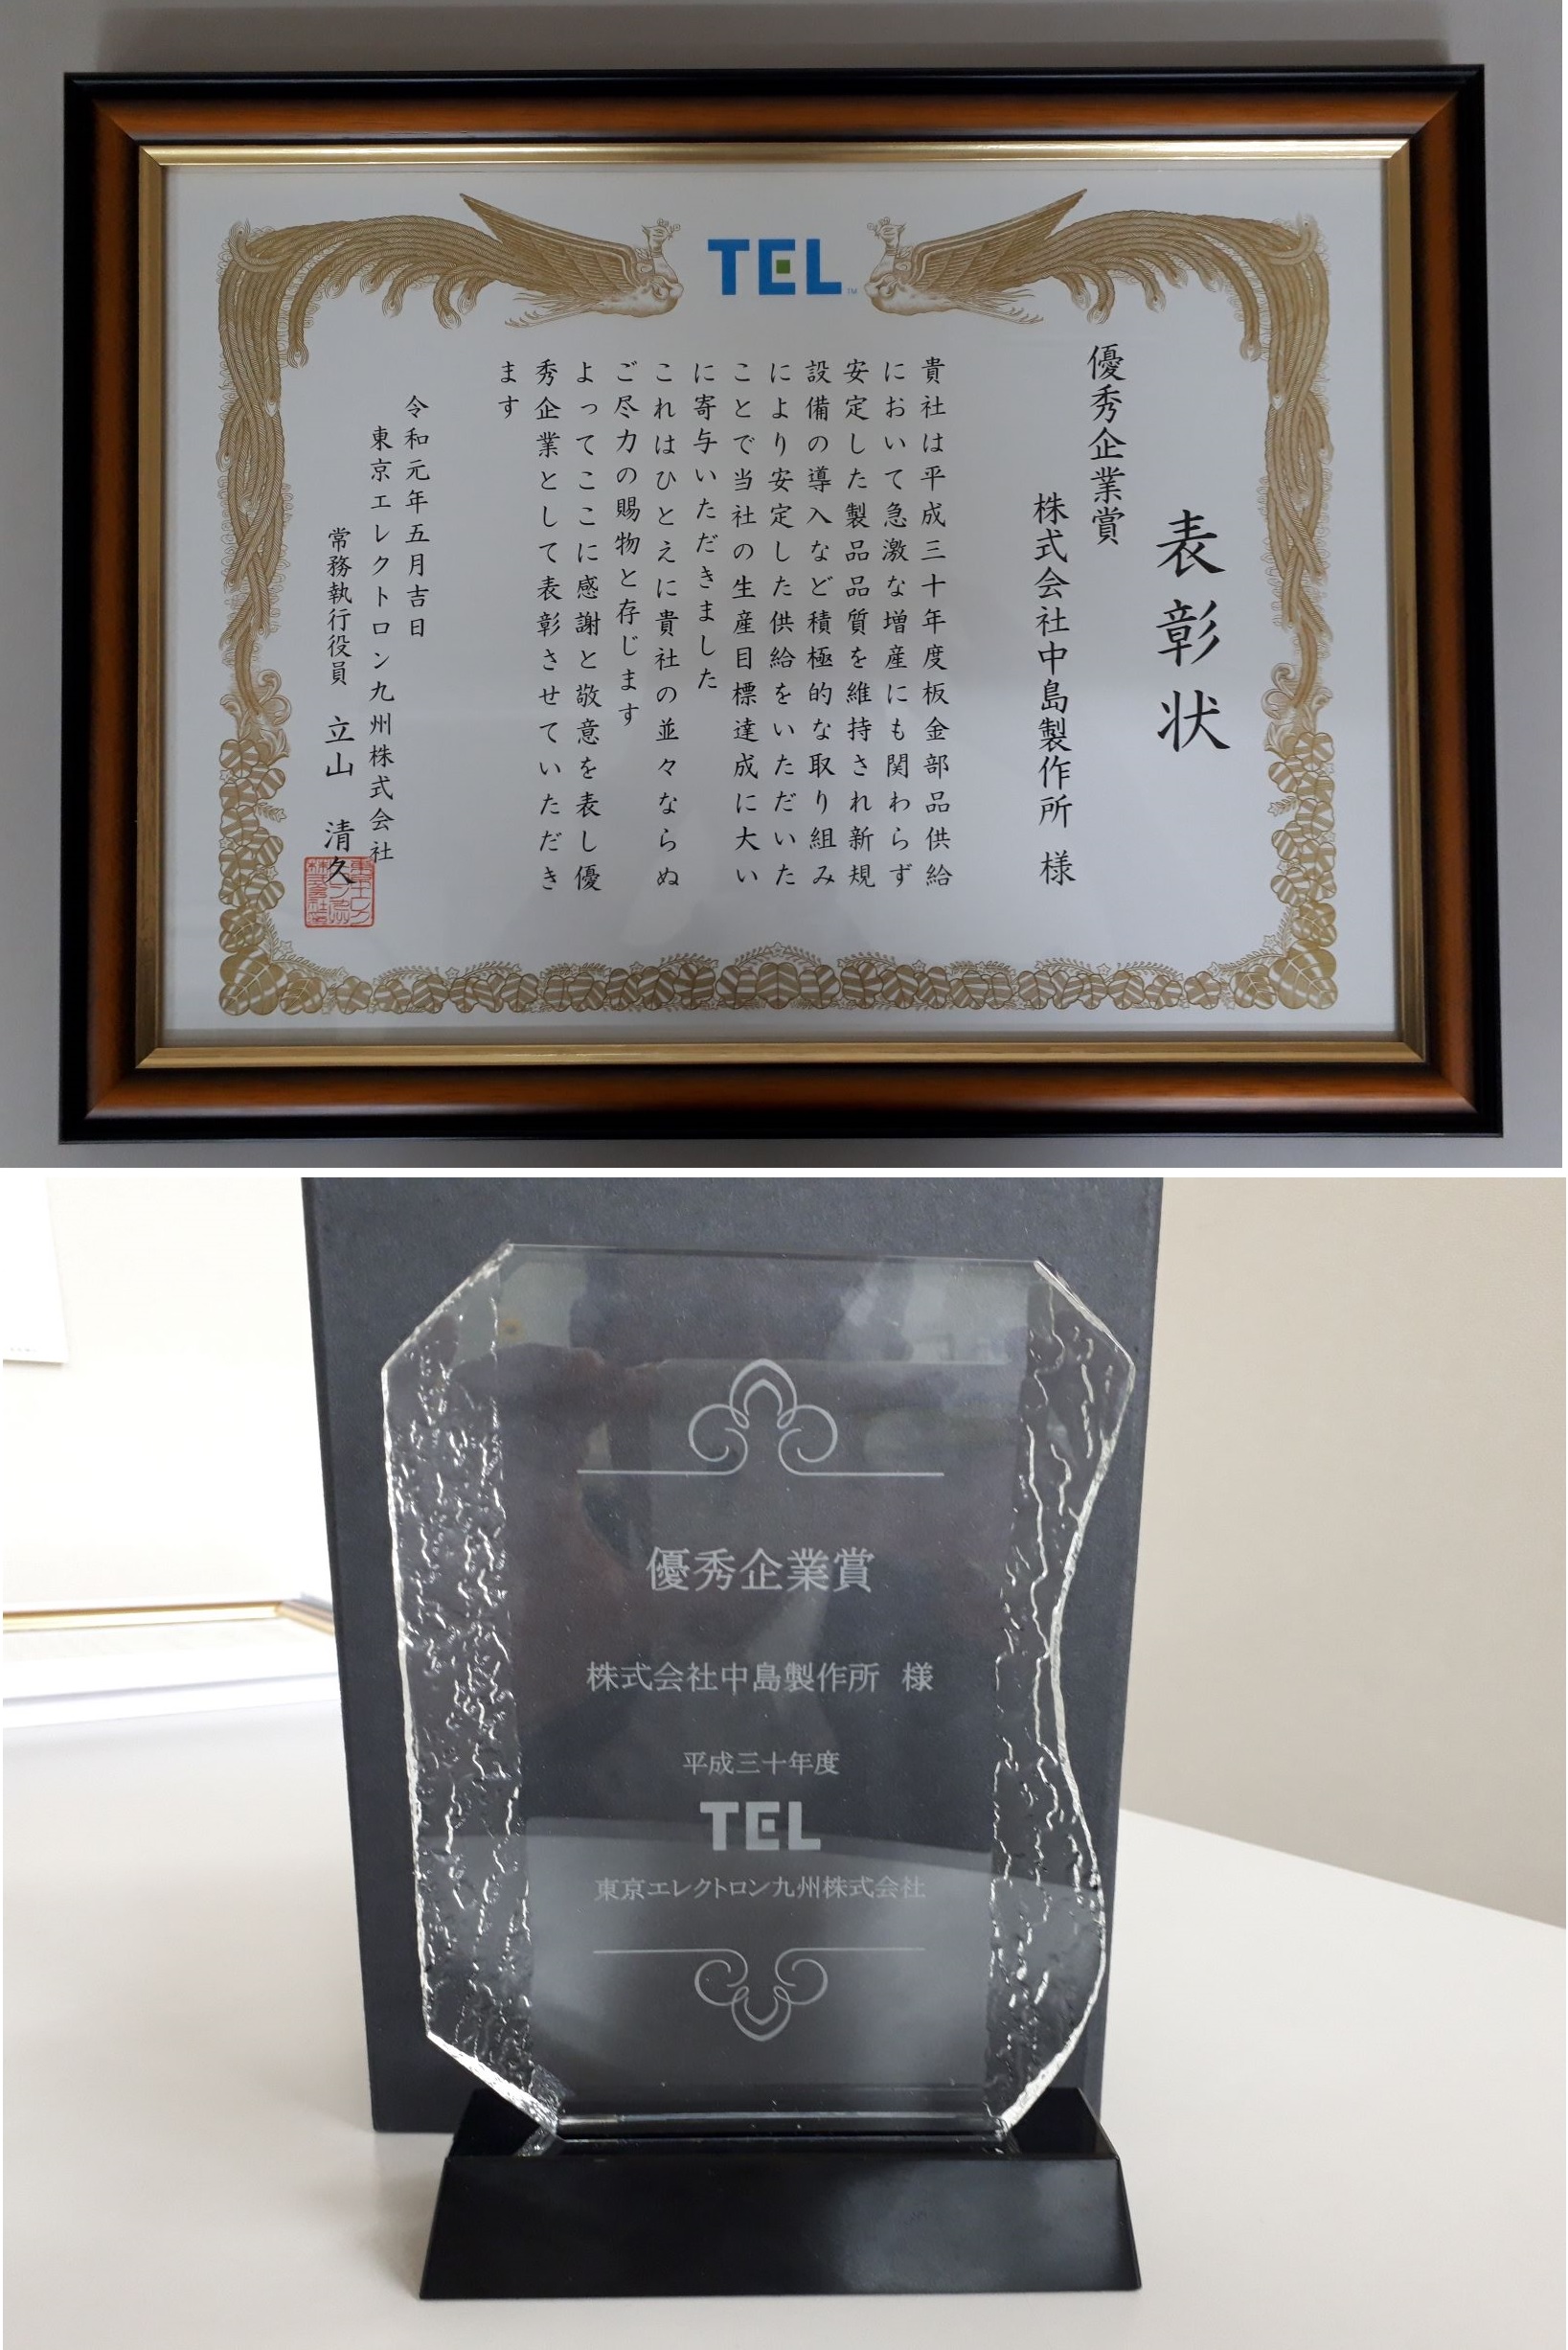 TEL
表彰状
優秀企業賞
株式会社中島製作所 様
貴社は平成三十年度板金部品供給
において急激な増産にも関わらず
安定した製品品質を維持され新規
設備の導入など積極的な取り組み
により安定した供給をいただいた
ことで当社の生産目標達成に大い
に寄与いただきました
これはひとえに貴社の並々ならぬ
ご尽力の賜物と存じます
よってここに感謝と敬意を表し優
秀企業として表彰させていただき
ます
令和元年五月吉日
東京エレクトロン九州株式会社
常務執行役員 立山 清久
優秀企業賞
株式会社中島製作所 様
平成三十年度
TEL
東京エレクトロン九州株式会社